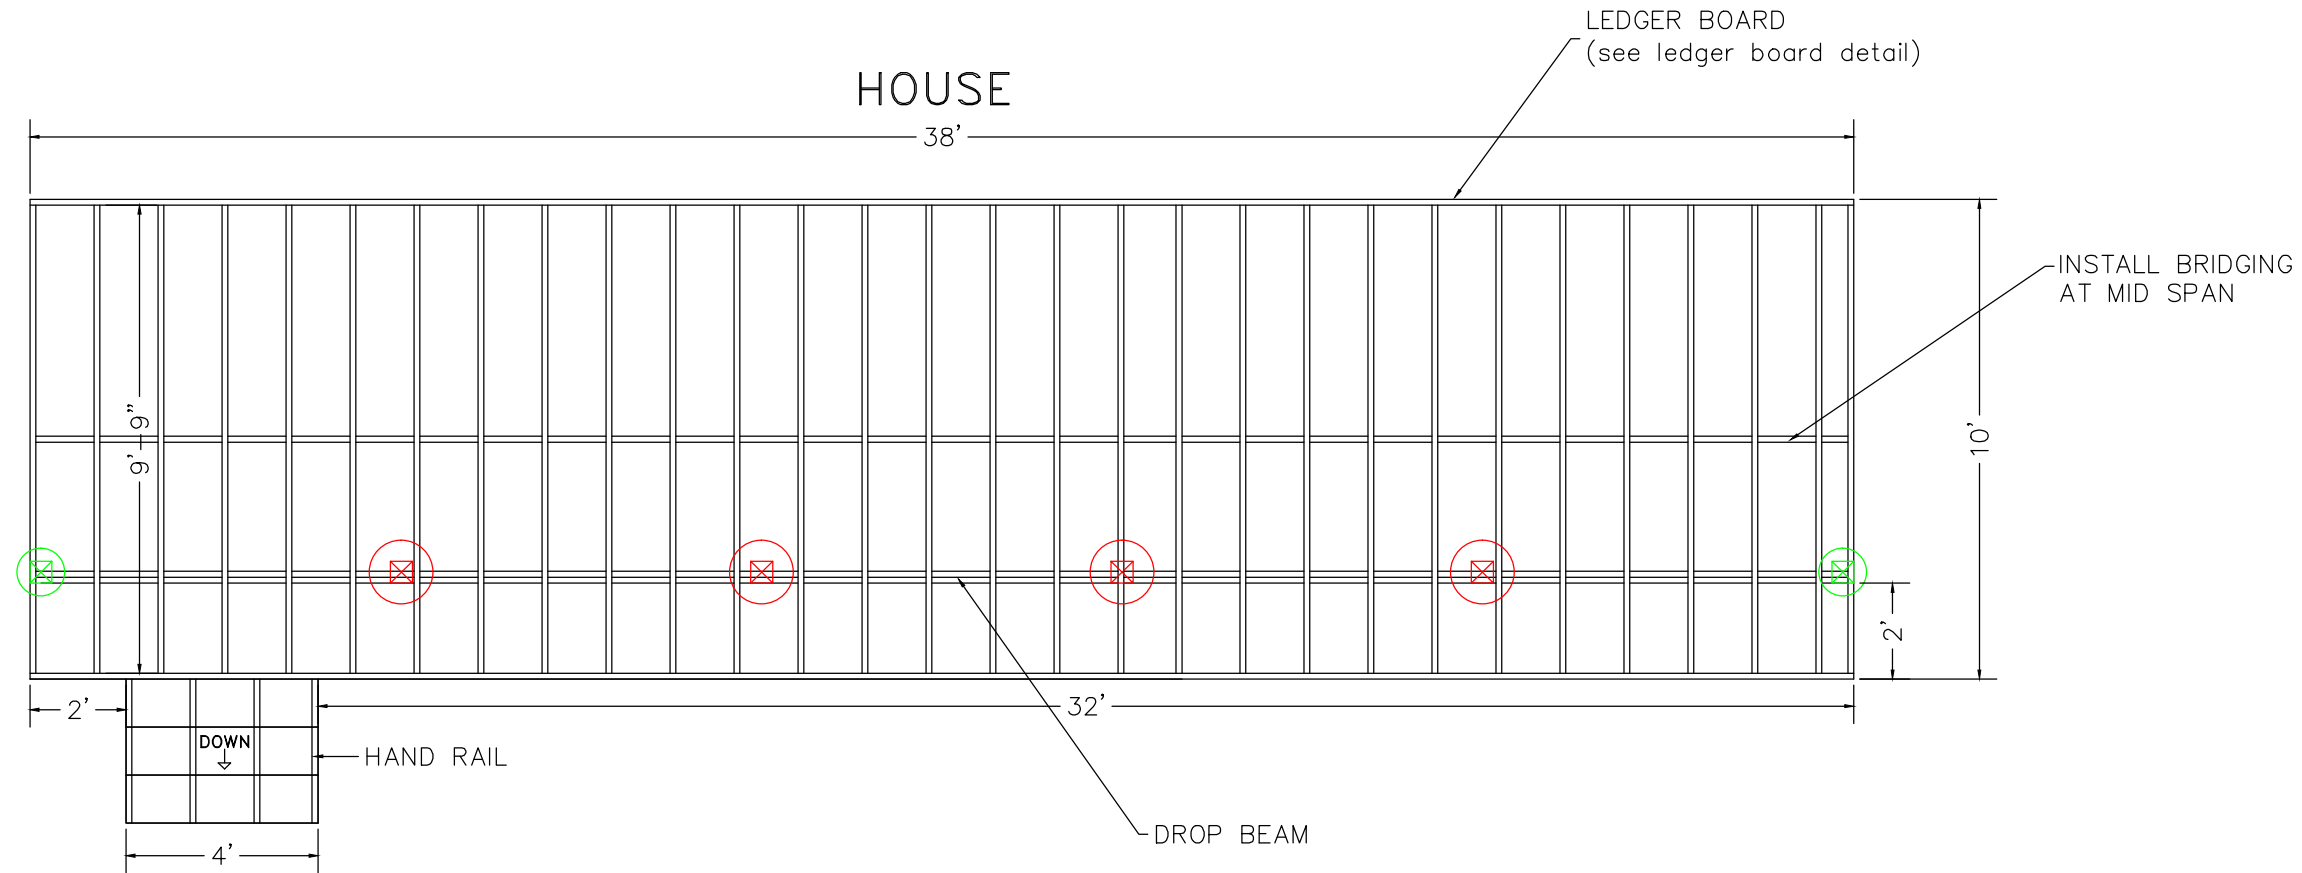 LEDGER BOARD
(see ledger board detail)
HOUSE
38'
INSTALL BRIDGING
AT MID SPAN
9'-9"
10'
2'
2'
32'
DOWN
HAND RAIL
DROP BEAM
4'